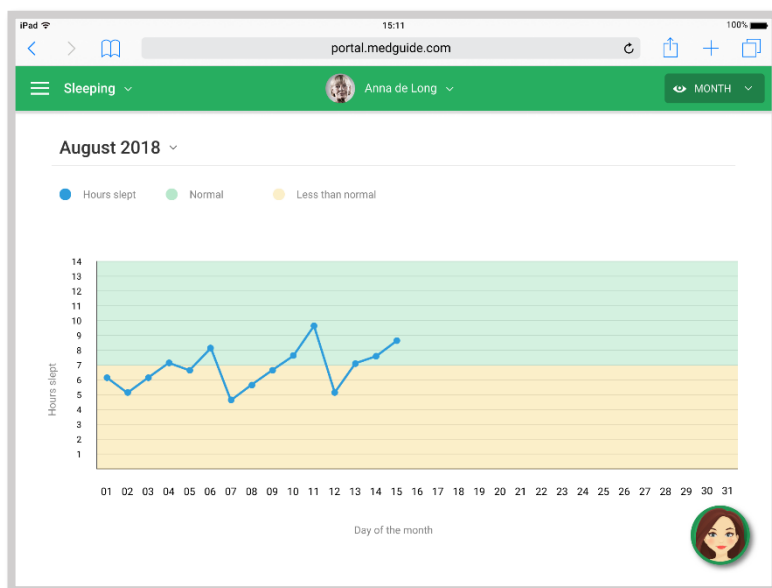 iPad 15:11 100%
portal.medguide.com
Sleeping Anna de Long MONTH
August 2018
Hours slept Normal Less than normal
14
13
12
11
10
9
8
7
6
5
4
3
2
1
Hours slept
01 02 03 04 05 06 07 08 09 10 11 12 13 14 15 16 17 18 19 20 21 22 23 24 25 26 27 28 29 30 31
Day of the month